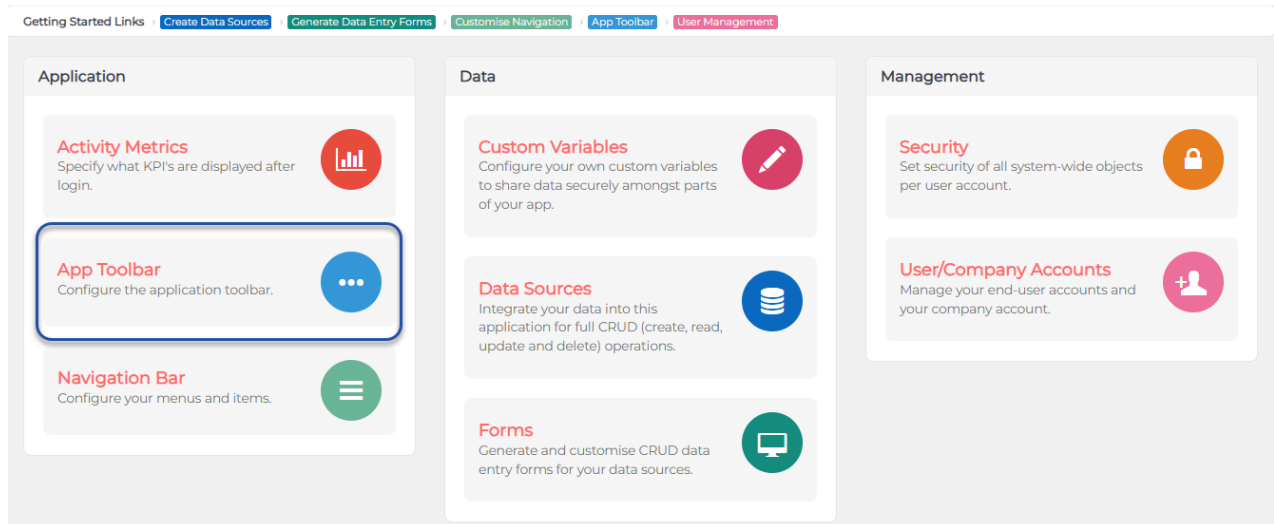 Getting Started Links › Create Data Sources › Generate Data Entry Forms › Customise Navigation › App Toolbar › User Management
Application
Activity Metrics
Specify what KPI's are displayed after
login.
App Toolbar
Configure the application toolbar.
Navigation Bar
Configure your menus and items.
Data
Custom Variables
Configure your own custom variables
to share data securely amongst parts
of your app.
Data Sources
Integrate your data into this
application for full CRUD (create, read,
update and delete) operations.
Forms
Generate and customise CRUD data
entry forms for your data sources.
Management
Security
Set security of all system-wide objects
per user account.
User/Company Accounts
Manage your end-user accounts and
your company account.